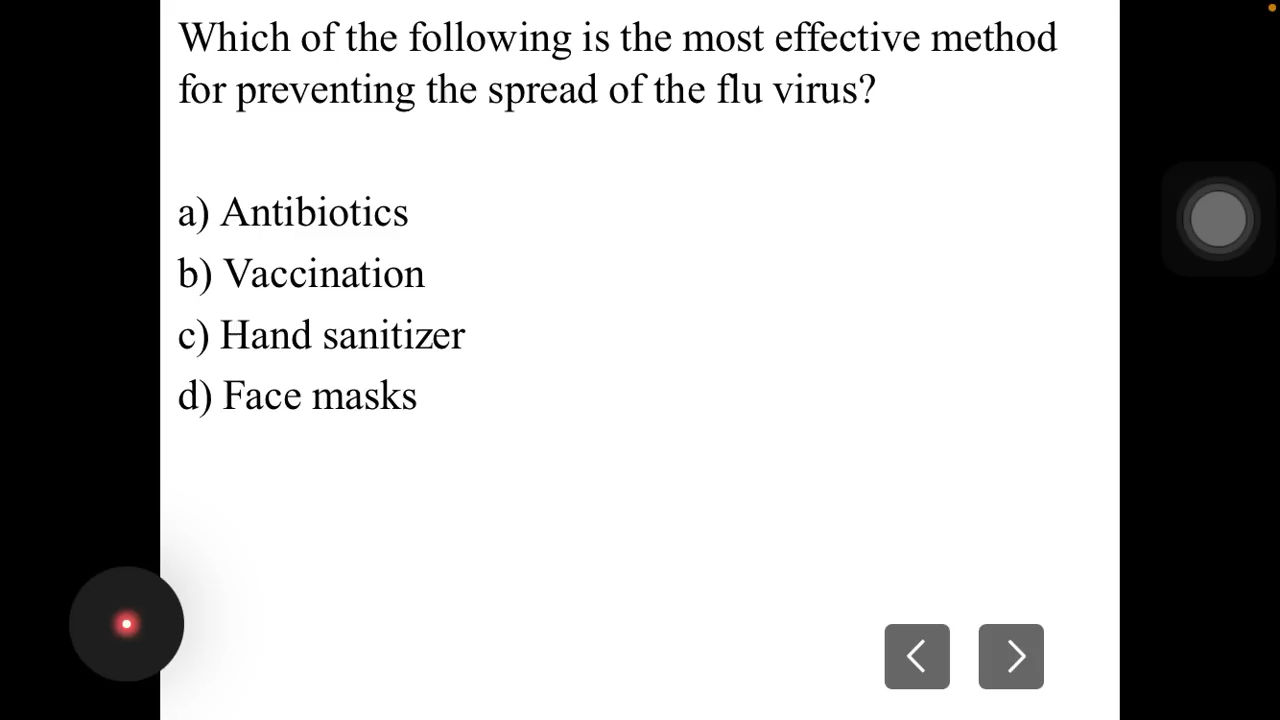 Which of the following is the most effective method
for preventing the spread of the flu virus?
a) Antibiotics
b) Vaccination
c) Hand sanitizer
d) Face masks